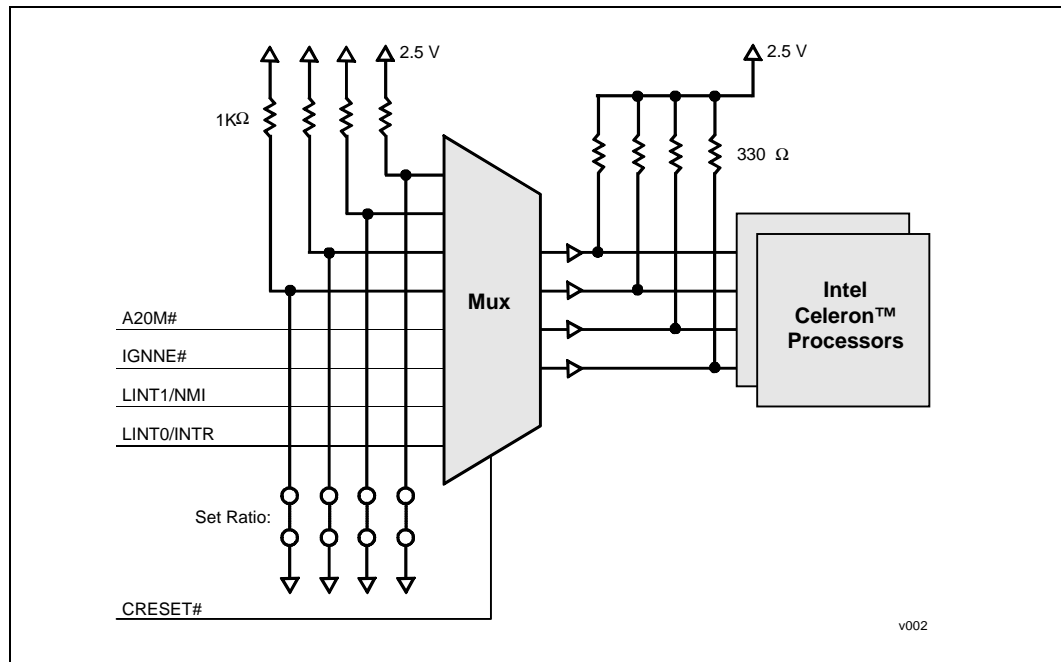 2.5 V
2.5 V
1KΩ
330 Ω
Mux
Intel
Celeron™
Processors
A20M#
IGNNE#
LINT1/NMI
LINT0/INTR
Set Ratio:
CRESET#
v002